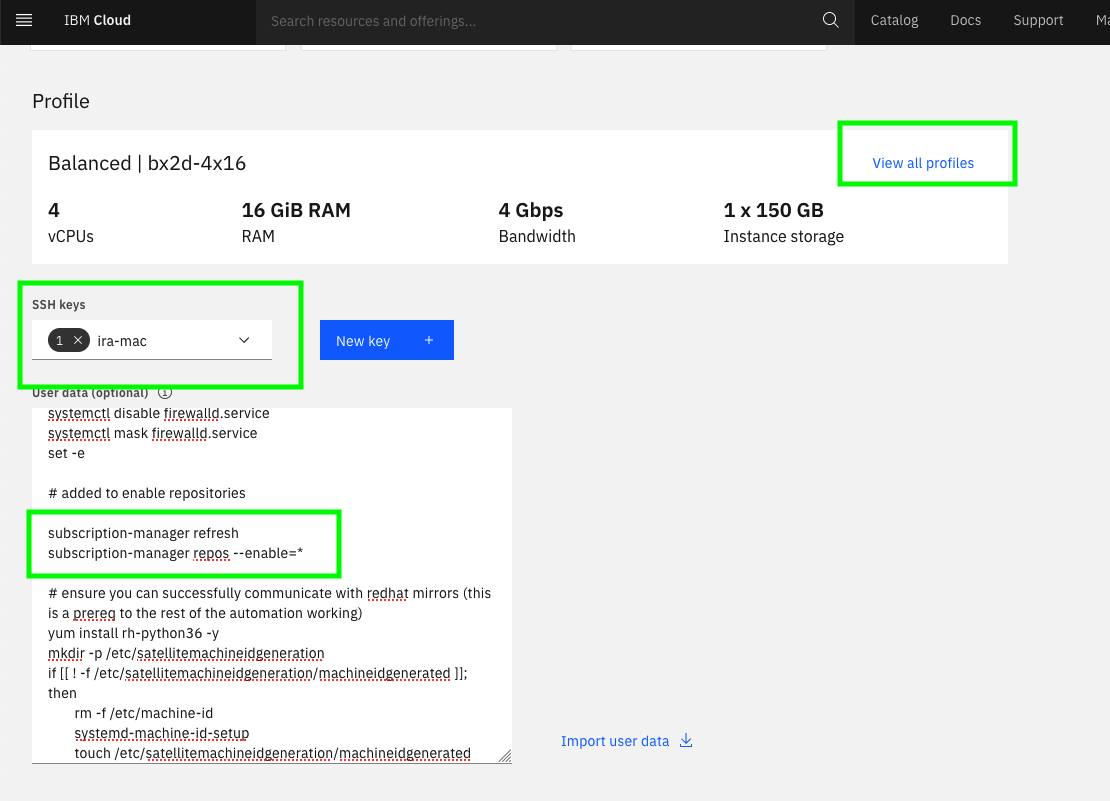 IBM Cloud
Search resources and offerings...
Catalog
Docs
Support
Ma
Profile
Balanced | bx2d-4x16
View all profiles
4
vCPUs
16 GiB RAM
RAM
4 Gbps
Bandwidth
1 x 150 GB
Instance storage
SSH keys
1 × ira-mac
New key +
User data (optional)
systemctl disable firewalld.service
systemctl mask firewalld.service
set -e
# added to enable repositories
subscription-manager refresh
subscription-manager repos --enable=*
# ensure you can successfully communicate with redhat mirrors (this
is a prereq to the rest of the automation working)
yum install rh-python36 -y
mkdir -p /etc/satellitemachineidgeneration
if [[ ! -f /etc/satellitemachineidgeneration/machineidgenerated ]];
then
rm -f /etc/machine-id
systemd-machine-id-setup
touch /etc/satellitemachineidgeneration/machineidgenerated
Import user data